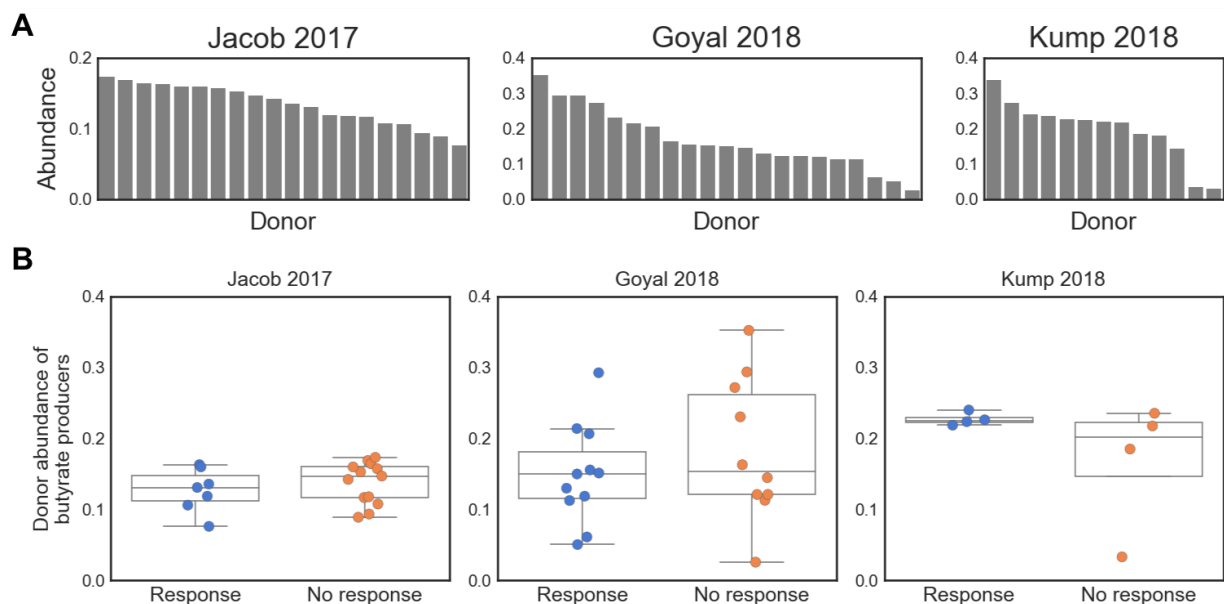 A
Jacob 2017
Goyal 2018
Kump 2018
Abundance
0.2
0.1
0.0
0.4
0.3
0.2
0.1
0.0
0.4
0.3
0.2
0.1
0.0
Donor
Donor
Donor
B
Jacob 2017
Goyal 2018
Kump 2018
Donor abundance of
butyrate producers
0.4
0.3
0.2
0.1
0.0
0.4
0.3
0.2
0.1
0.0
0.4
0.3
0.2
0.1
0.0
Response
No response
Response
No response
Response
No response